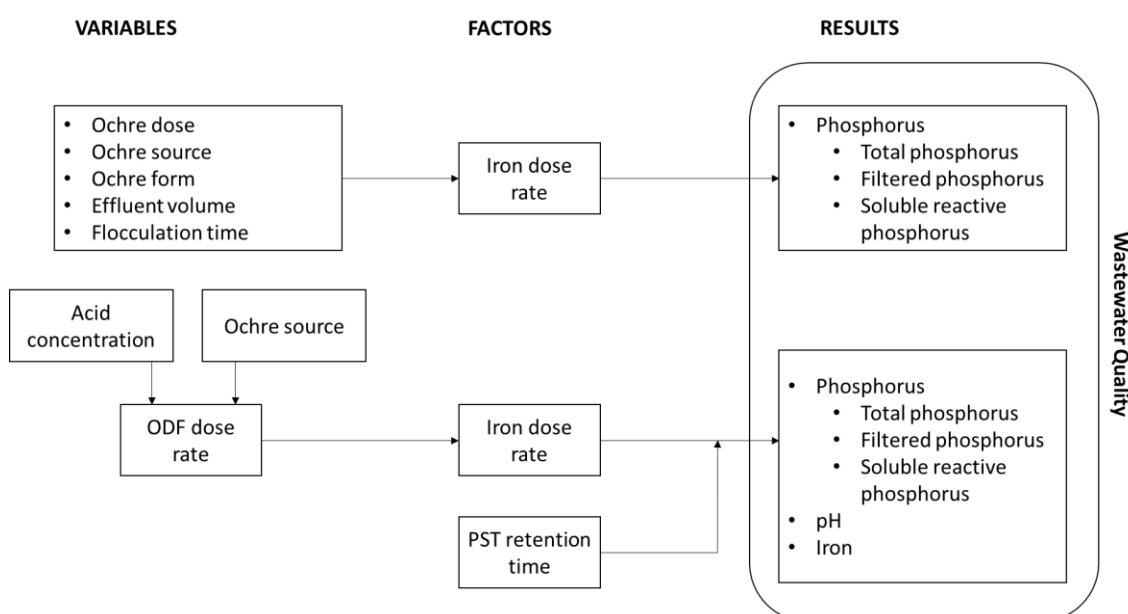 VARIABLES
FACTORS
RESULTS
• Ochre dose
• Ochre source
• Ochre form
• Effluent volume
• Flocculation time
Iron dose
rate
• Phosphorus
• Total phosphorus
• Filtered phosphorus
• Soluble reactive
phosphorus
Acid
concentration
Ochre source
ODF dose
rate
Iron dose
rate
PST retention
time
• Phosphorus
• Total phosphorus
• Filtered phosphorus
• Soluble reactive
phosphorus
• pH
• Iron
Wastewater Quality